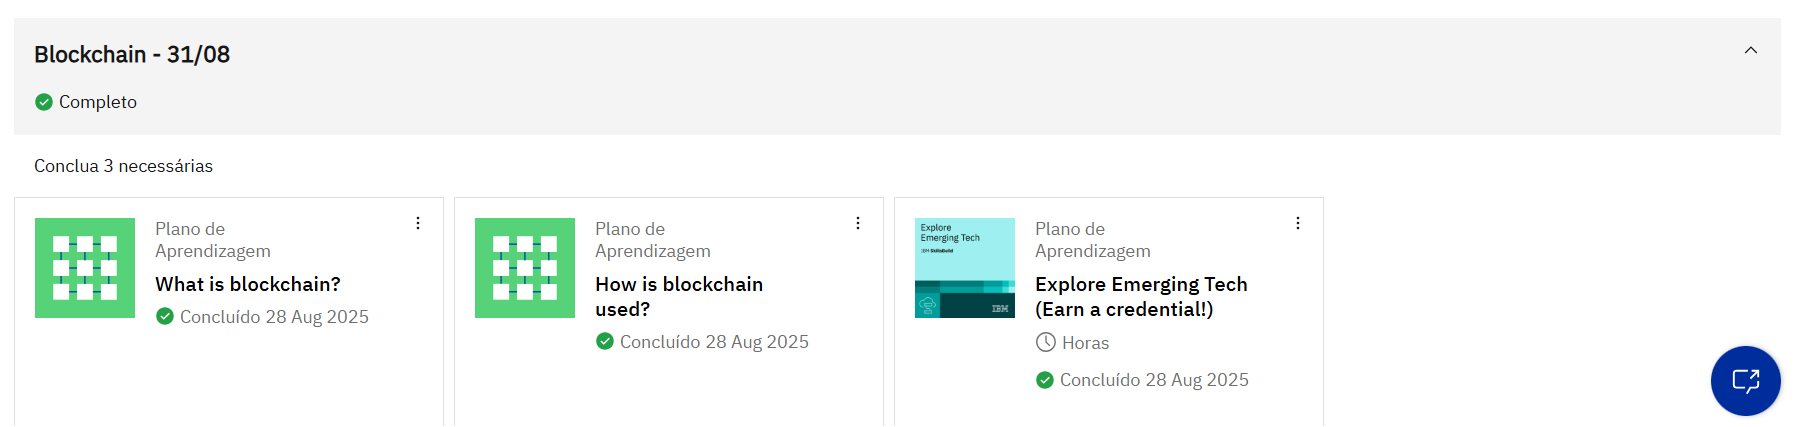 Blockchain - 31/08
Completo
Conclua 3 necessárias
Plano de
Aprendizagem
What is blockchain?
Concluído 28 Aug 2025
Plano de
Aprendizagem
How is blockchain
used?
Concluído 28 Aug 2025
Explore
Emerging Tech
IBM SkillsBuild
IBM
Plano de
Aprendizagem
Explore Emerging Tech
(Earn a credential!)
Horas
Concluído 28 Aug 2025